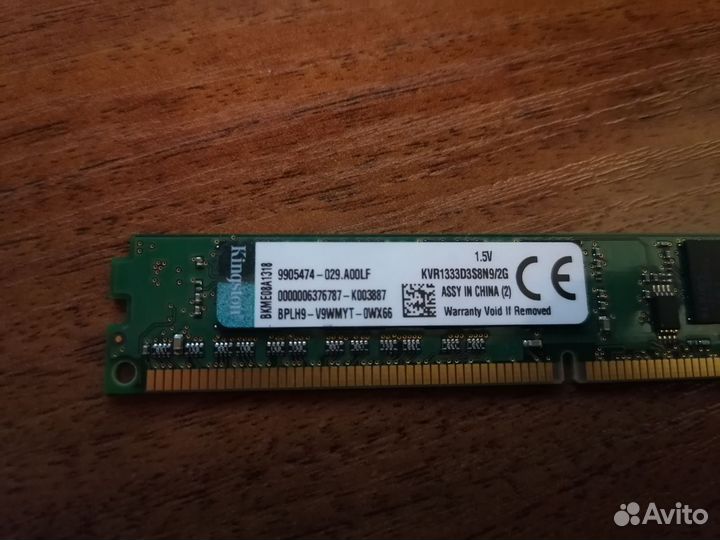 Kingston
BKME08A1318
9905474-029.A00LF
0000006376787-K003887
BPLH9-V9WMYT-0WX66
1.5V
KVR1333D3S8N9/2G
ASSY IN CHINA (2)
Warranty Void If Removed
CE
Avito